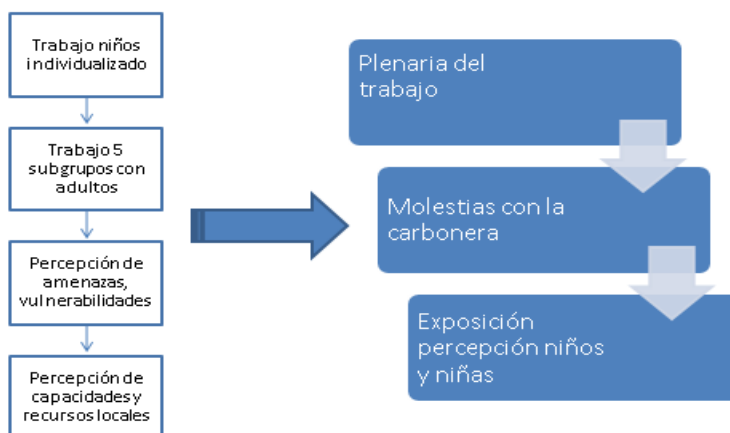 Trabajo niños
individualizado
Trabajo 5
subgrupos con
adultos
Percepción de
amenazas,
vulnerabilidades
Percepción de
capacidades y
recursos locales
Plenaria del
trabajo
Molestias con la
carbonera
Exposición
percepción niños
y niñas